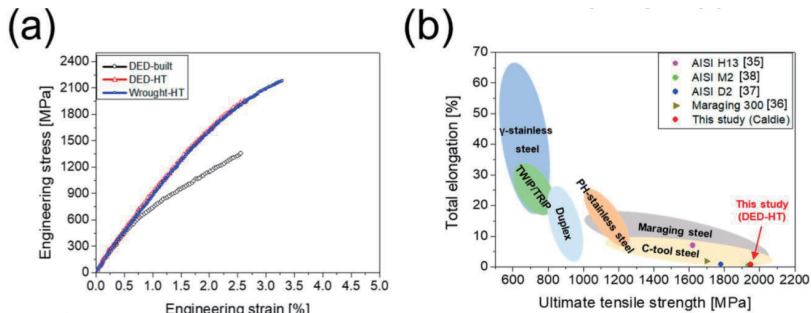 (a)
DED-built
DED-HT
Wrought-HT
Engineering stress [MPa]
2400
2100
1800
1500
1200
900
600
300
0
0.0 0.5 1.0 1.5 2.0 2.5 3.0 3.5 4.0 4.5 5.0
Engineering strain [%]
(b)
Total elongation [%]
70
60
50
40
30
20
10
0
AISI H13 [35]
AISI M2 [38]
AISI D2 [37]
Maraging 300 [36]
This study (Caldie)
γ-stainless
steel
TWIP/TRIP
Duplex
PH-stainless steel
Maraging steel
C-tool steel
This study
(DED-HT)
600 800 1000 1200 1400 1600 1800 2000 2200
Ultimate tensile strength [MPa]